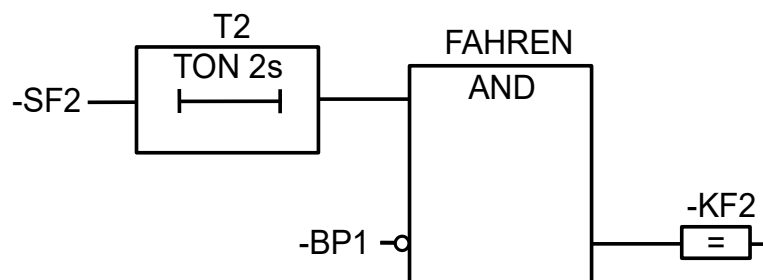 T2
TON 2s
-SF2
FAHREN
AND
-BP1
-KF2
=